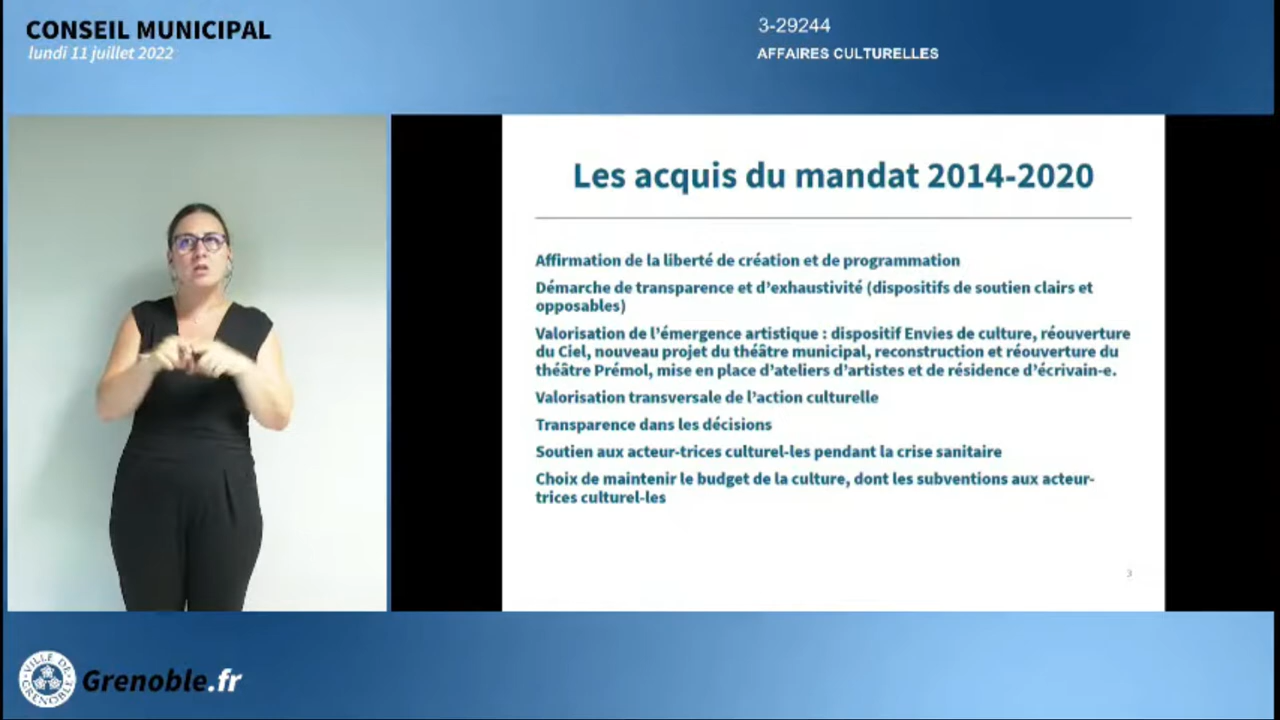 CONSEIL MUNICIPAL
lundi 11 juillet 2022
3-29244
AFFAIRES CULTURELLES
Les acquis du mandat 2014-2020
Affirmation de la liberté de création et de programmation
Démarche de transparence et d'exhaustivité (dispositifs de soutien clairs et
opposables)
Valorisation de l'émergence artistique : dispositif Envies de culture, réouverture
du Ciel, nouveau projet du théâtre municipal, reconstruction et réouverture du
théâtre Prémol, mise en place d'ateliers d'artistes et de résidence d'écrivain-e.
Valorisation transversale de l'action culturelle
Transparence dans les décisions
Soutien aux acteur-trices culturel-les pendant la crise sanitaire
Choix de maintenir le budget de la culture, dont les subventions aux acteur-
trices culturel-les
3
VILLE DE GRENOBLE
Grenoble.fr